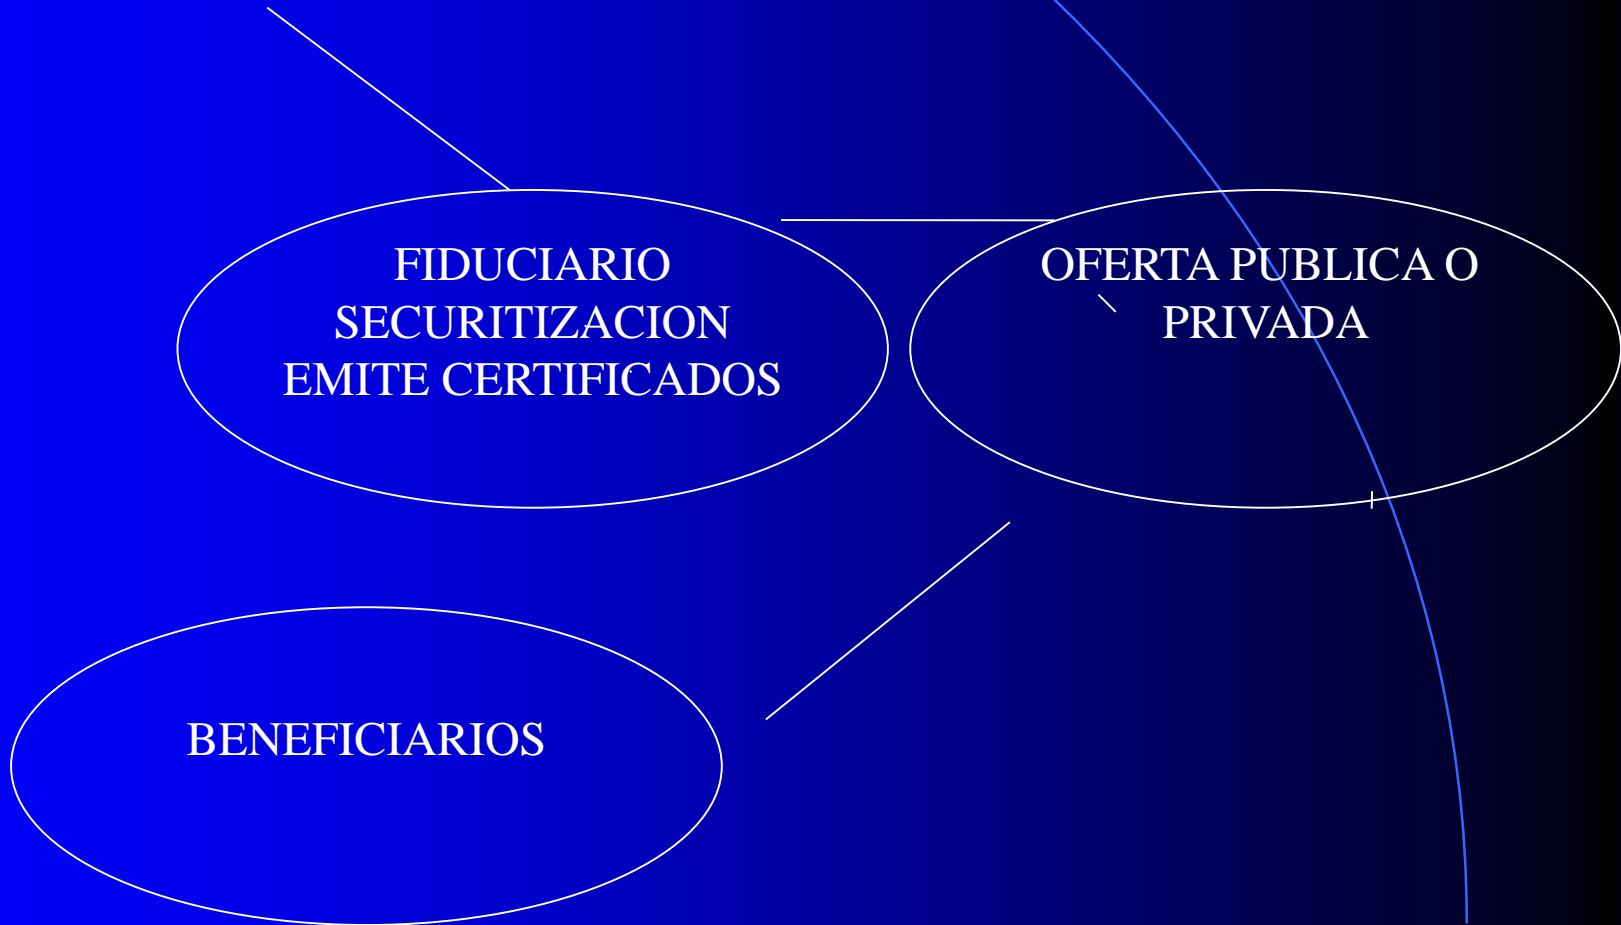 FIDUCIARIO
SECURITIZACION
EMITE CERTIFICADOS
OFERTA PUBLICA O
PRIVADA
BENEFICIARIOS